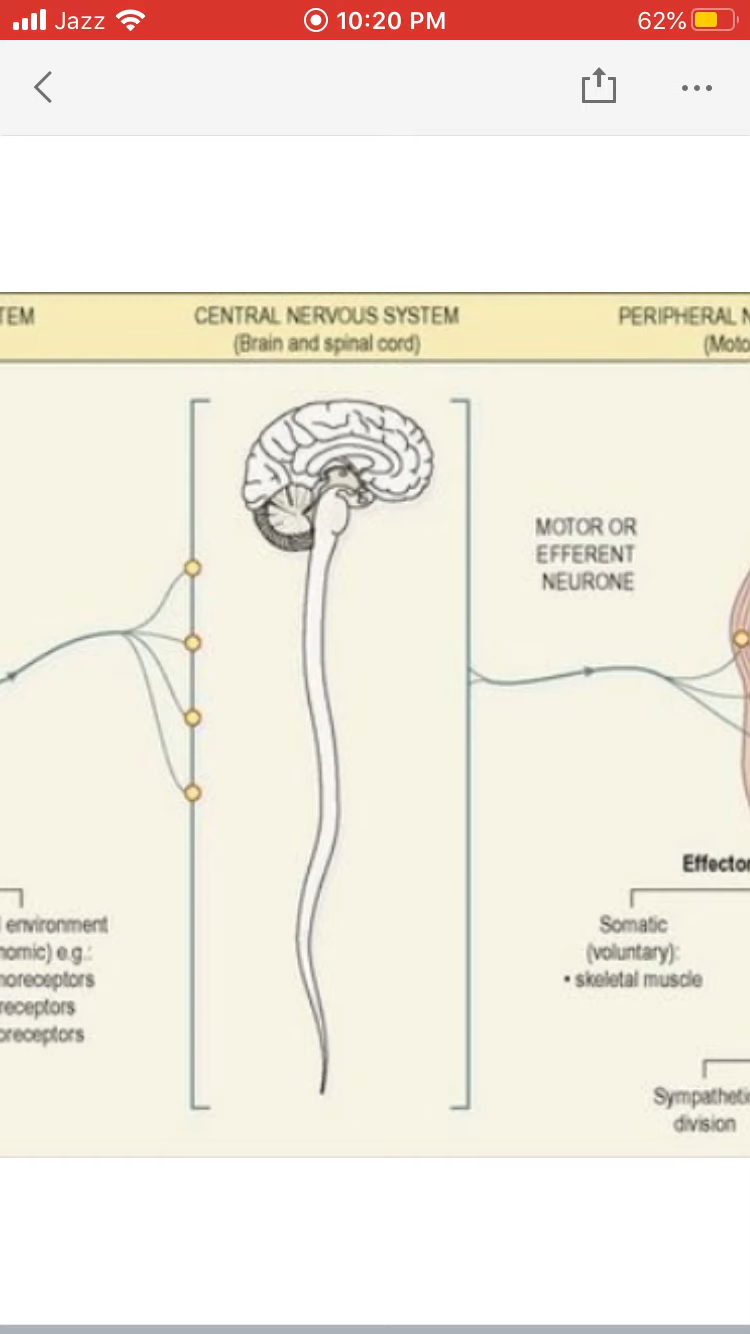 Jazz 10:20 PM 62%
TEM
CENTRAL NERVOUS SYSTEM
(Brain and spinal cord)
PERIPHERAL N
(Moto
MOTOR OR
EFFERENT
NEURONE
environment
nomic) e.g.:
noreceptors
receptors
oreceptors
Effector
Somatic
(voluntary):
• skeletal muscle
Sympathetic
division